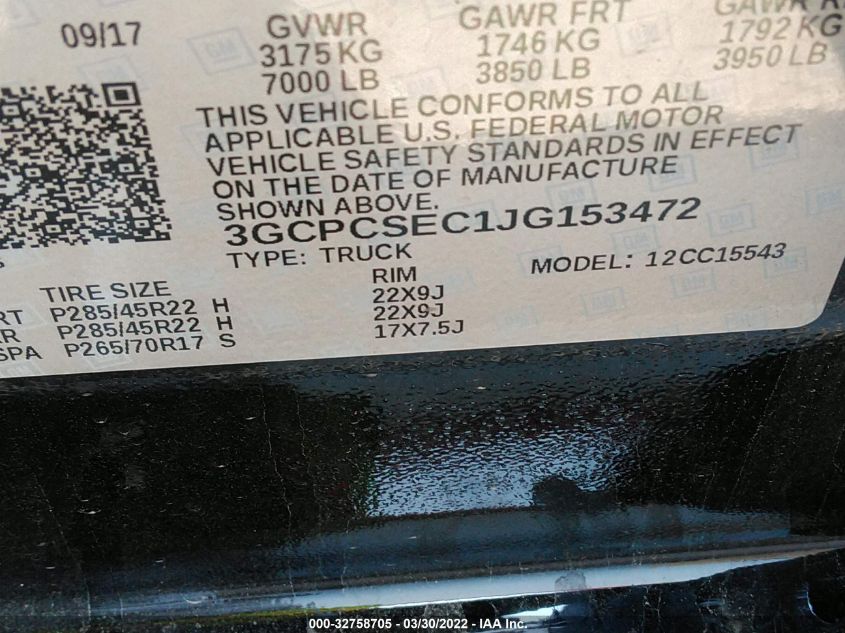 09/17 GVWR GAWR FRT GAWR
3175 KG 1746 KG 1792 KG
7000 LB 3850 LB 3950 LB
THIS VEHICLE CONFORMS TO ALL
APPLICABLE U.S. FEDERAL MOTOR
VEHICLE SAFETY STANDARDS IN EFFECT
ON THE DATE OF MANUFACTURE
SHOWN ABOVE.
3GCPCSEC1JG153472
TYPE: TRUCK MODEL: 12CC15543
TIRE SIZE RIM
RT P285/45R22 H 22X9J
R P285/45R22 H 22X9J
SPA P265/70R17 S 17X7.5J
000-32758705 - 03/30/2022 - IAA Inc.